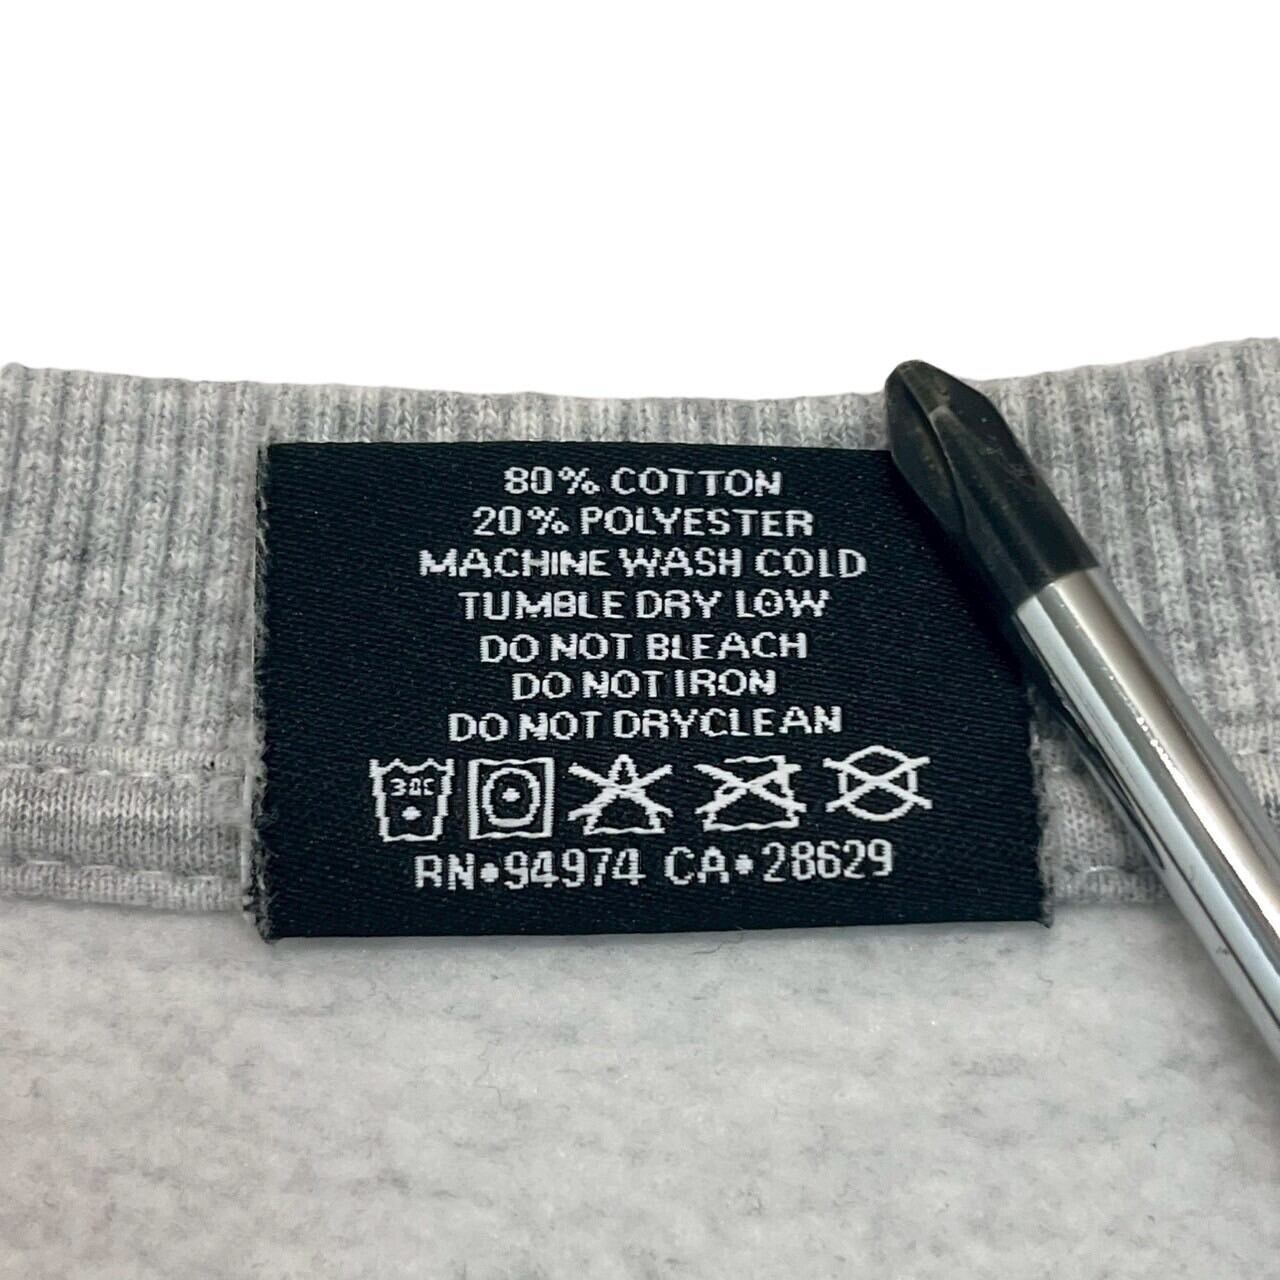 80% COTTON
20% POLYESTER
MACHINE WASH COLD
TUMBLE DRY LOW
DO NOT BLEACH
DO NOT IRON
DO NOT DRYCLEAN
30C
RN•94974 CA•28629